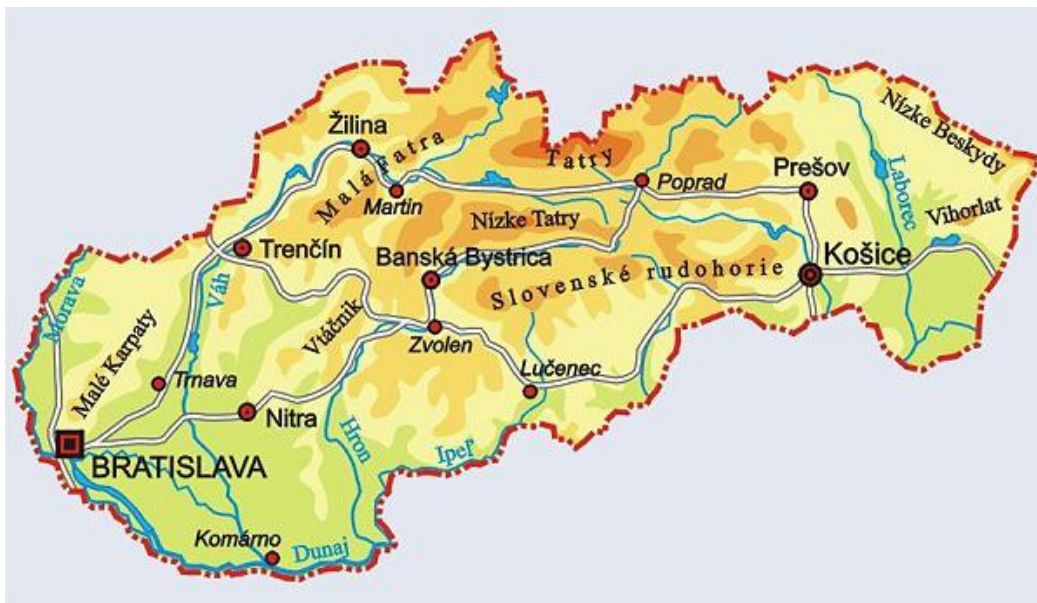 Nízke Beskydy
Žilina
Malá Fatra
Tatry
Martin
Poprad
Prešov
Laborec
Vihorlat
Nízke Tatry
Trenčín
Banská Bystrica
Košice
Váh
Slovenské rudohorie
Morava
Vtáčnik
Zvolen
Malé Karpaty
Trnava
Lučenec
Nitra
Hron
Ipeľ
BRATISLAVA
Komárno
Dunaj